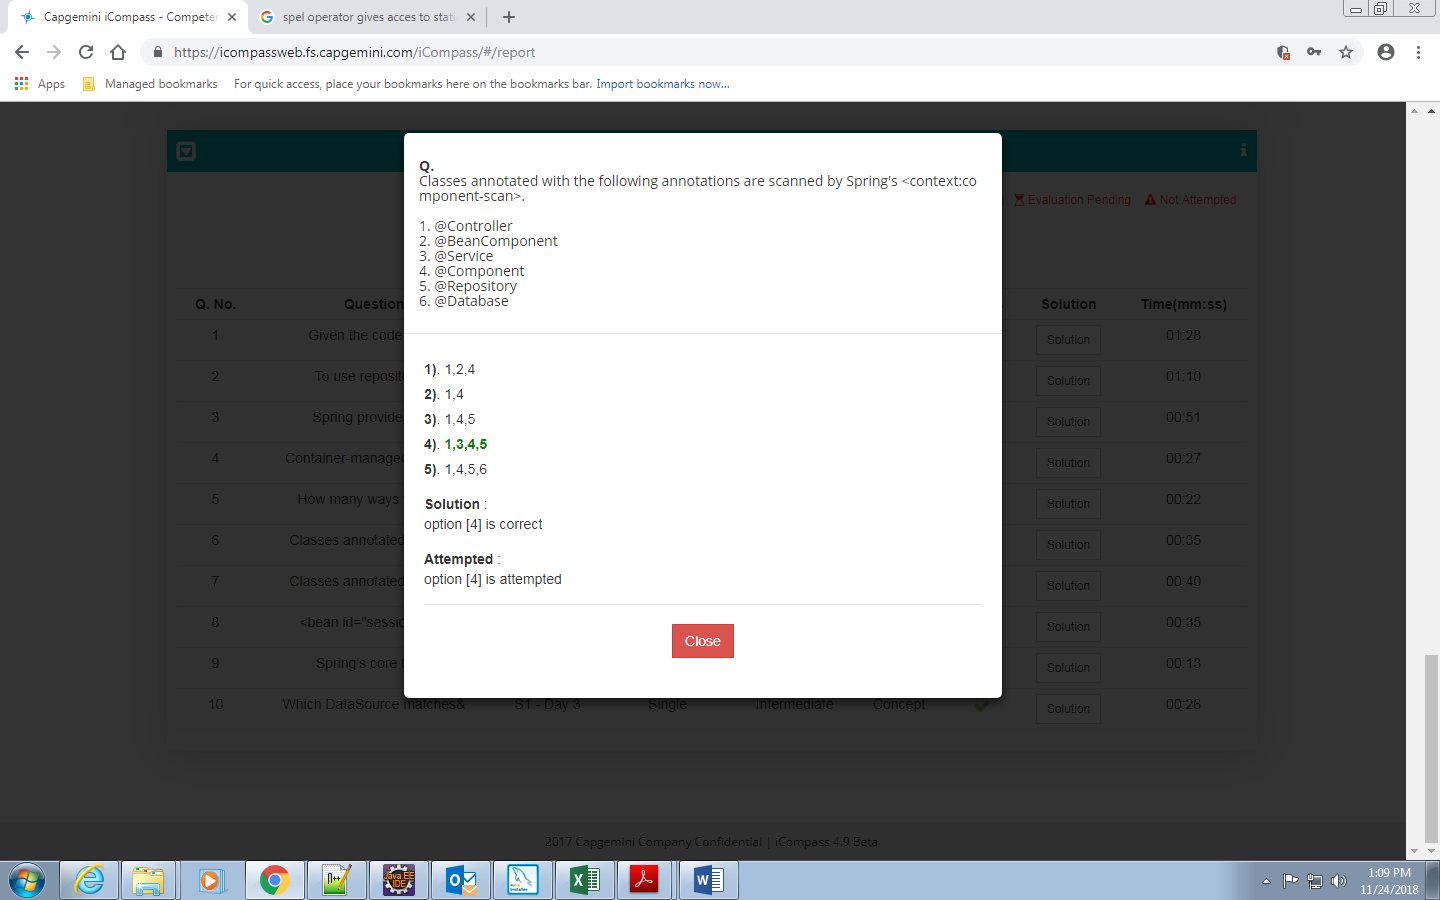 Capgemini iCompass - Competen
spel operator gives acces to stati
https://icompassweb.fs.capgemini.com/iCompass/#/report
Apps
Managed bookmarks
For quick access, place your bookmarks here on the bookmarks bar. Import bookmarks now...
Q.
Classes annotated with the following annotations are scanned by Spring's <context:co
mponent-scan>.
1. @Controller
2. @BeanComponent
3. @Service
4. @Component
5. @Repository
6. @Database
1). 1,2,4
2). 1,4
3). 1,4,5
4). 1,3,4,5
5). 1,4,5,6
Solution :
option [4] is correct
Attempted :
option [4] is attempted
Close
Evaluation Pending
Not Attempted
Q. No. Question Solution Time(mm:ss)
1 Given the code Solution 01:28
2 To use reposit Solution 01:10
3 Spring provide Solution 00:51
4 Container-manage Solution 00:27
5 How many ways Solution 00:22
6 Classes annotated Solution 00:35
7 Classes annotated Solution 00:40
8 <bean id="sessio Solution 00:35
9 Spring's core Solution 00:13
10 Which DataSource matches& S1 - Day 3 Single Intermediate Concept Solution 00:26
2017 Capgemini Company Confidential | iCompass 4.9 Beta
Java EE
IDE
1:09 PM
11/24/2018